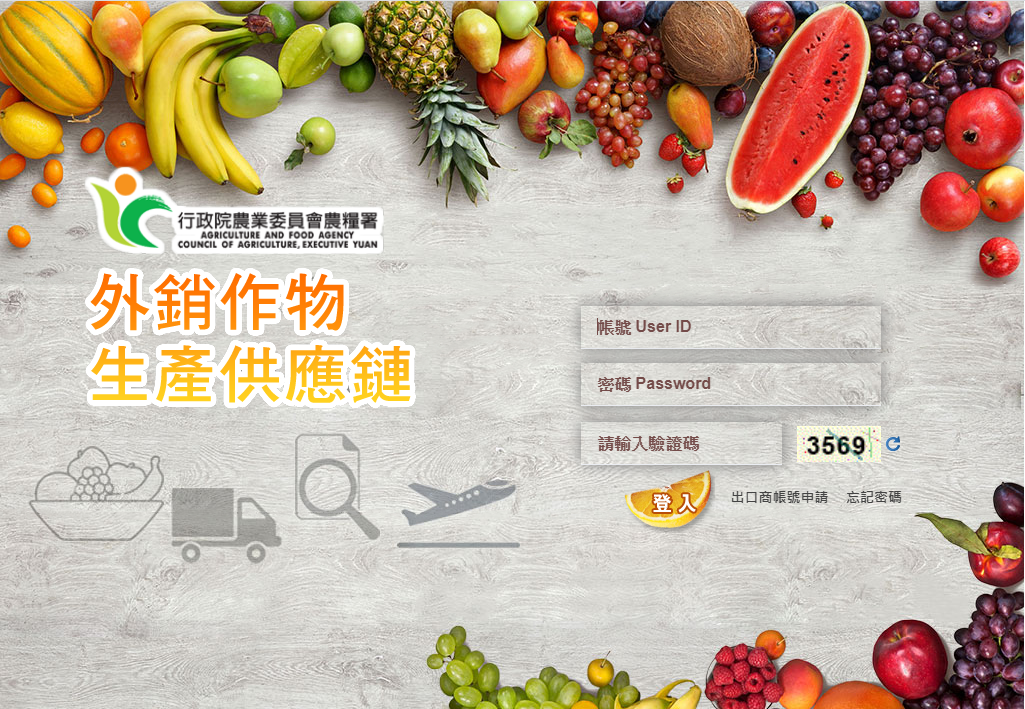 行政院農業委員會農糧署
AGRICULTURE AND FOOD AGENCY
COUNCIL OF AGRICULTURE, EXECUTIVE YUAN
外銷作物
生產供應鏈
帳號 User ID
密碼 Password
請輸入驗證碼
3569
登入
出口商帳號申請 忘記密碼